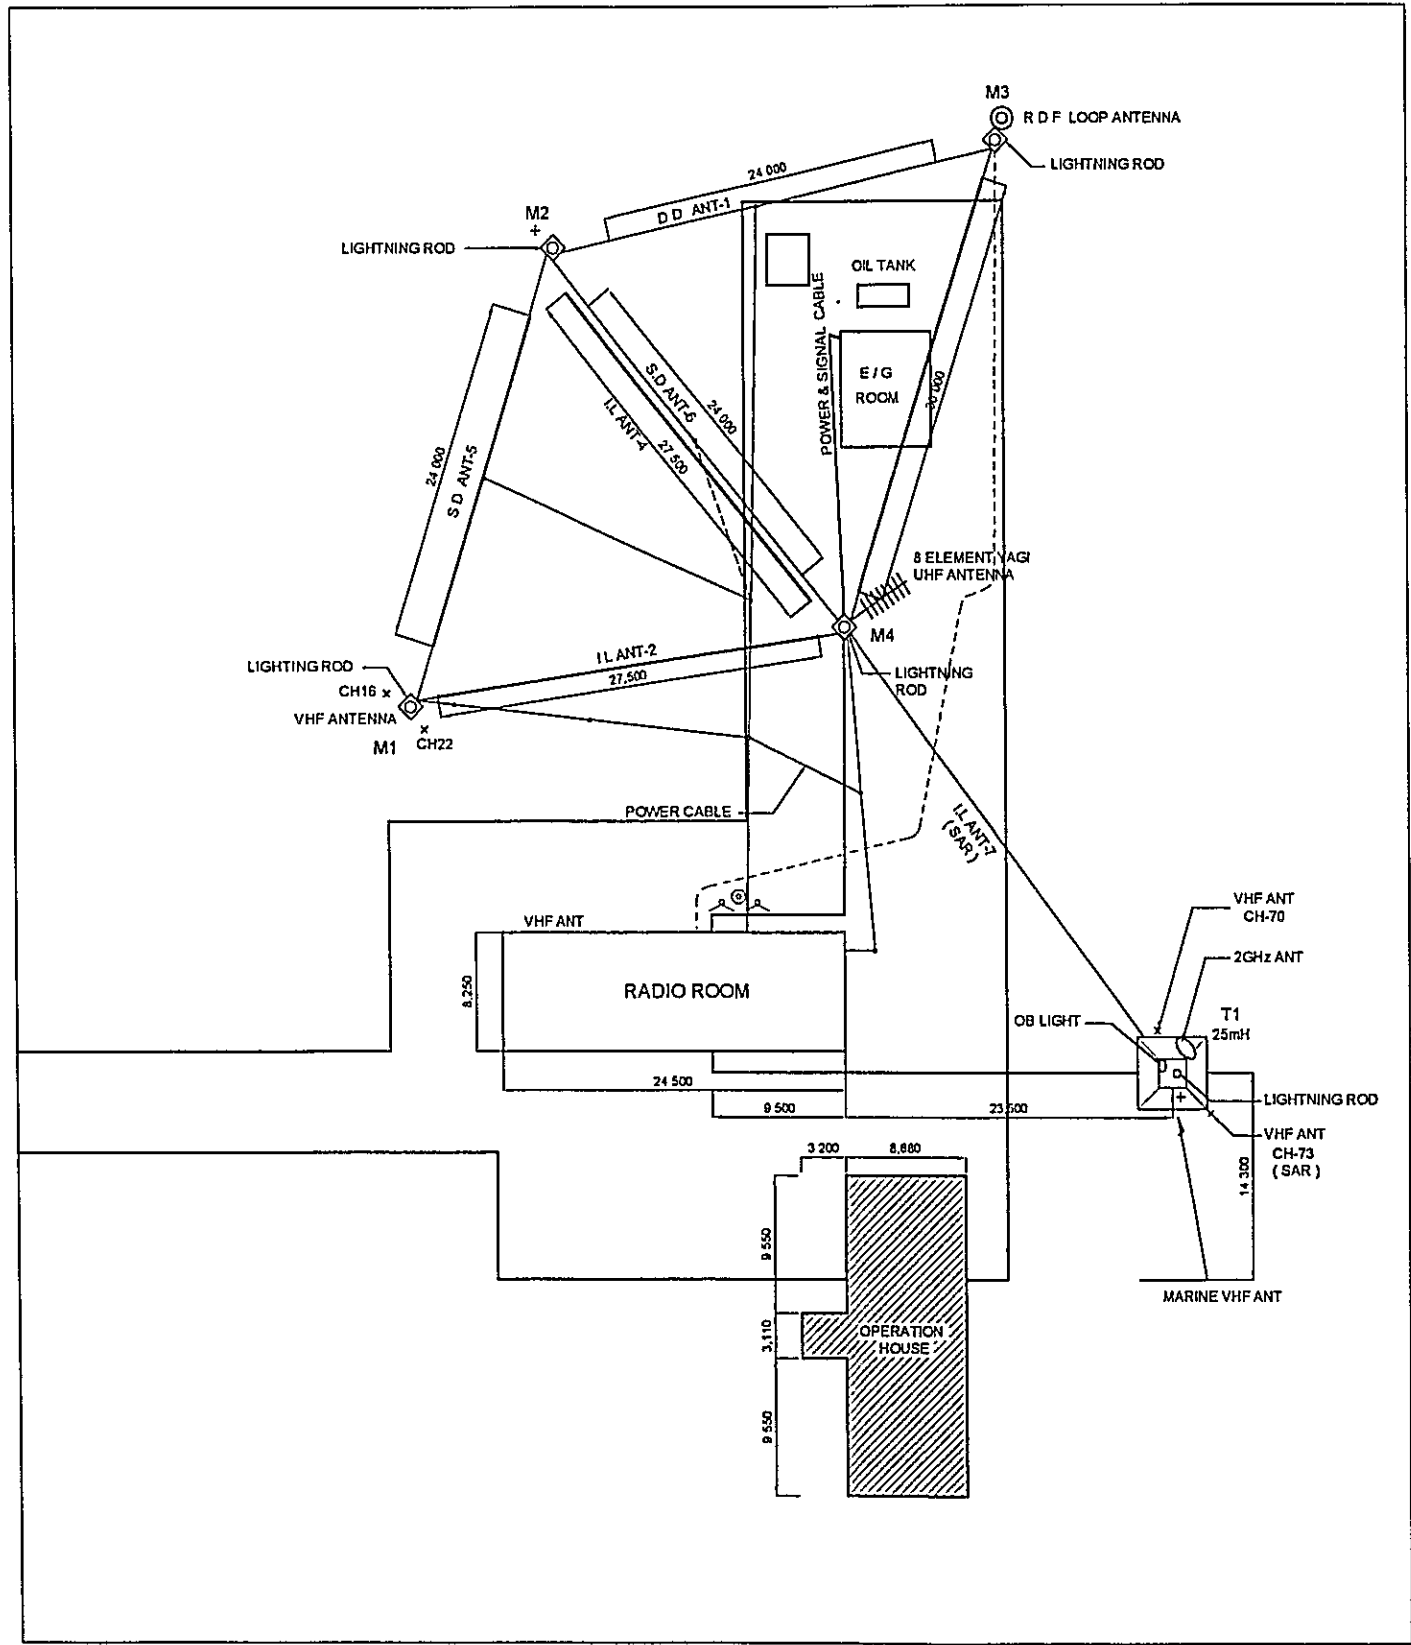 M3
R D F LOOP ANTENNA
LIGHTNING ROD
24 000
D D ANT-1
M2
LIGHTNING ROD
OIL TANK
POWER & SIGNAL CABLE
E / G
ROOM
30 000
S.D ANT-6
24 000
I.L ANT-4
27 500
24 000
S D ANT-5
8 ELEMENT YAGI
UHF ANTENNA
M4
I L ANT-2
27,500
LIGHTING ROD
CH16
VHF ANTENNA
CH22
M1
LIGHTNING
ROD
POWER CABLE
I.L ANT-7
( SAR )
VHF ANT
CH-70
VHF ANT
2GHz ANT
8,250
RADIO ROOM
T1
25mH
OB LIGHT
24 500
9 500
23,500
LIGHTNING ROD
VHF ANT
CH-73
( SAR )
14 300
3 200
8,680
9 550
MARINE VHF ANT
3,110
OPERATION
HOUSE
9 550